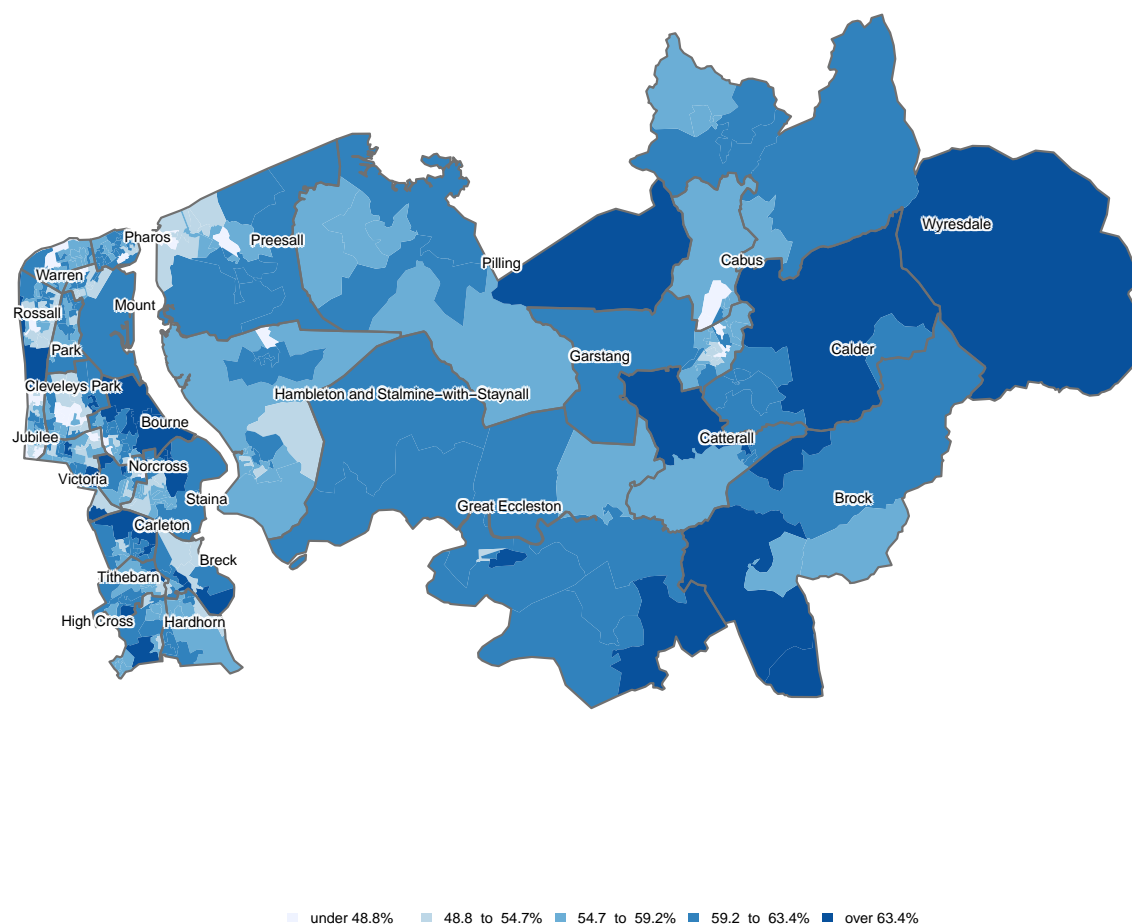 Wyresdale
Pharos
Preesall
Pilling
Cabus
Warren
Mount
Rossall
Park
Garstang
Calder
Cleveleys Park
Hambleton and Stalmine−with−Staynall
Bourne
Jubilee
Catterall
Norcross
Victoria
Staina
Brock
Great Eccleston
Carleton
Breck
Tithebarn
High Cross
Hardhorn
under 48.8% 48.8 to 54.7% 54.7 to 59.2% 59.2 to 63.4% over 63.4%